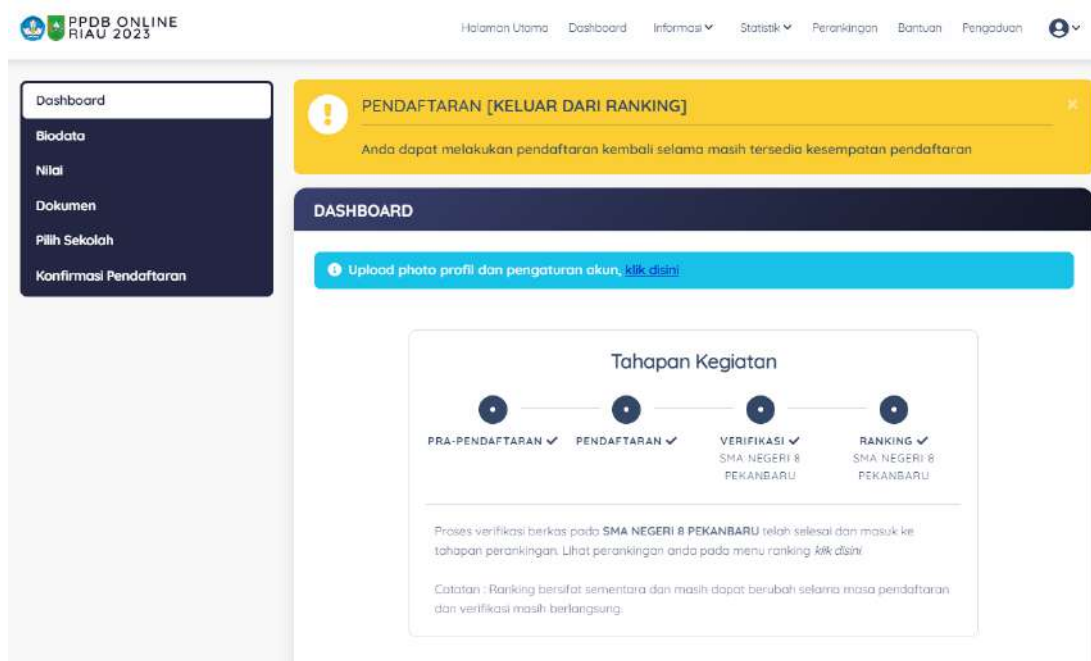 PPDB ONLINE
RIAU 2023
Halaman Utama Dashboard Informasi Statistik Perankingan Bantuan Pengaduan
Dashboard
Biodata
Nilai
Dokumen
Pilih Sekolah
Konfirmasi Pendaftaran
PENDAFTARAN [KELUAR DARI RANKING]
Anda dapat melakukan pendaftaran kembali selama masih tersedia kesempatan pendaftaran
DASHBOARD
Upload photo profil dan pengaturan akun, klik disini
Tahapan Kegiatan
PRA-PENDAFTARAN ✓ PENDAFTARAN ✓ VERIFIKASI ✓ RANKING ✓
SMA NEGERI 8 SMA NEGERI 8
PEKANBARU PEKANBARU
Proses verifikasi berkas pada SMA NEGERI 8 PEKANBARU telah selesai dan masuk ke
tahapan perankingan. Lihat perankingan anda pada menu ranking klik disini
Catatan : Ranking bersifat sementara dan masih dapat berubah selama masa pendaftaran
dan verifikasi masih berlangsung.